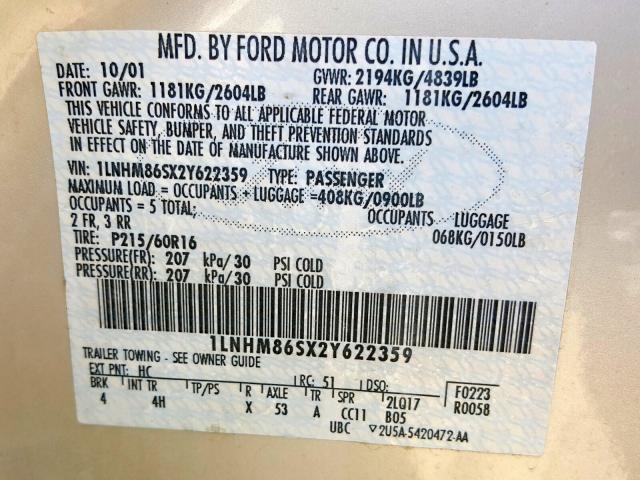 MFD. BY FORD MOTOR CO. IN U.S.A.
DATE: 10/01 GVWR: 2194KG/4839LB
FRONT GAWR: 1181KG/2604LB REAR GAWR: 1181KG/2604LB
THIS VEHICLE CONFORMS TO ALL APPLICABLE FEDERAL MOTOR
VEHICLE SAFETY, BUMPER, AND THEFT PREVENTION STANDARDS
IN EFFECT ON THE DATE OF MANUFACTURE SHOWN ABOVE.
VIN: 1LNHM86SX2Y622359 TYPE: PASSENGER
MAXIMUM LOAD = OCCUPANTS + LUGGAGE = 408KG/0900LB
OCCUPANTS = 5 TOTAL; OCCUPANTS LUGGAGE
2 FR, 3 RR 068KG/0150LB
TIRE: P215/60R16
PRESSURE(FR): 207 kPa/30 PSI COLD
PRESSURE(RR): 207 kPa/30 PSI COLD
1LNHM86SX2Y622359
TRAILER TOWING - SEE OWNER GUIDE
EXT PNT: HC RC: 51 DSO: F0223
BRK INT TR TP/PS R AXLE TR SPR 2LQ17 R0058
4 4H X 53 A CC11 B05
UBC ▽2U5A-5420472-AA